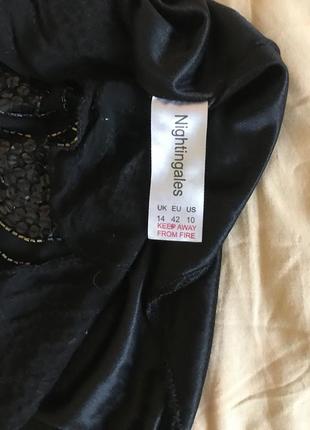 Nightingales
UK EU US
14 42 10
KEEP AWAY
FROM FIRE